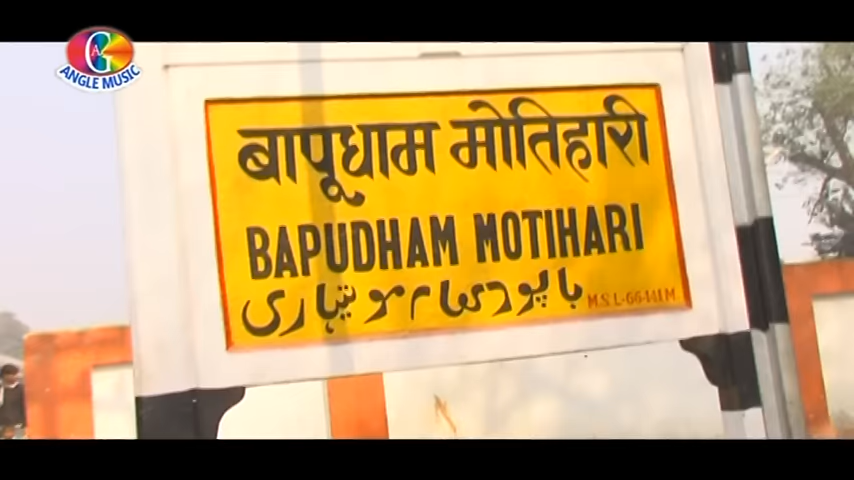 ANGLE MUSIC
बापूधाम मोतिहारी
BAPUDHAM MOTIHARI
باپودھام موتیہاری
M.S.L-66·141M